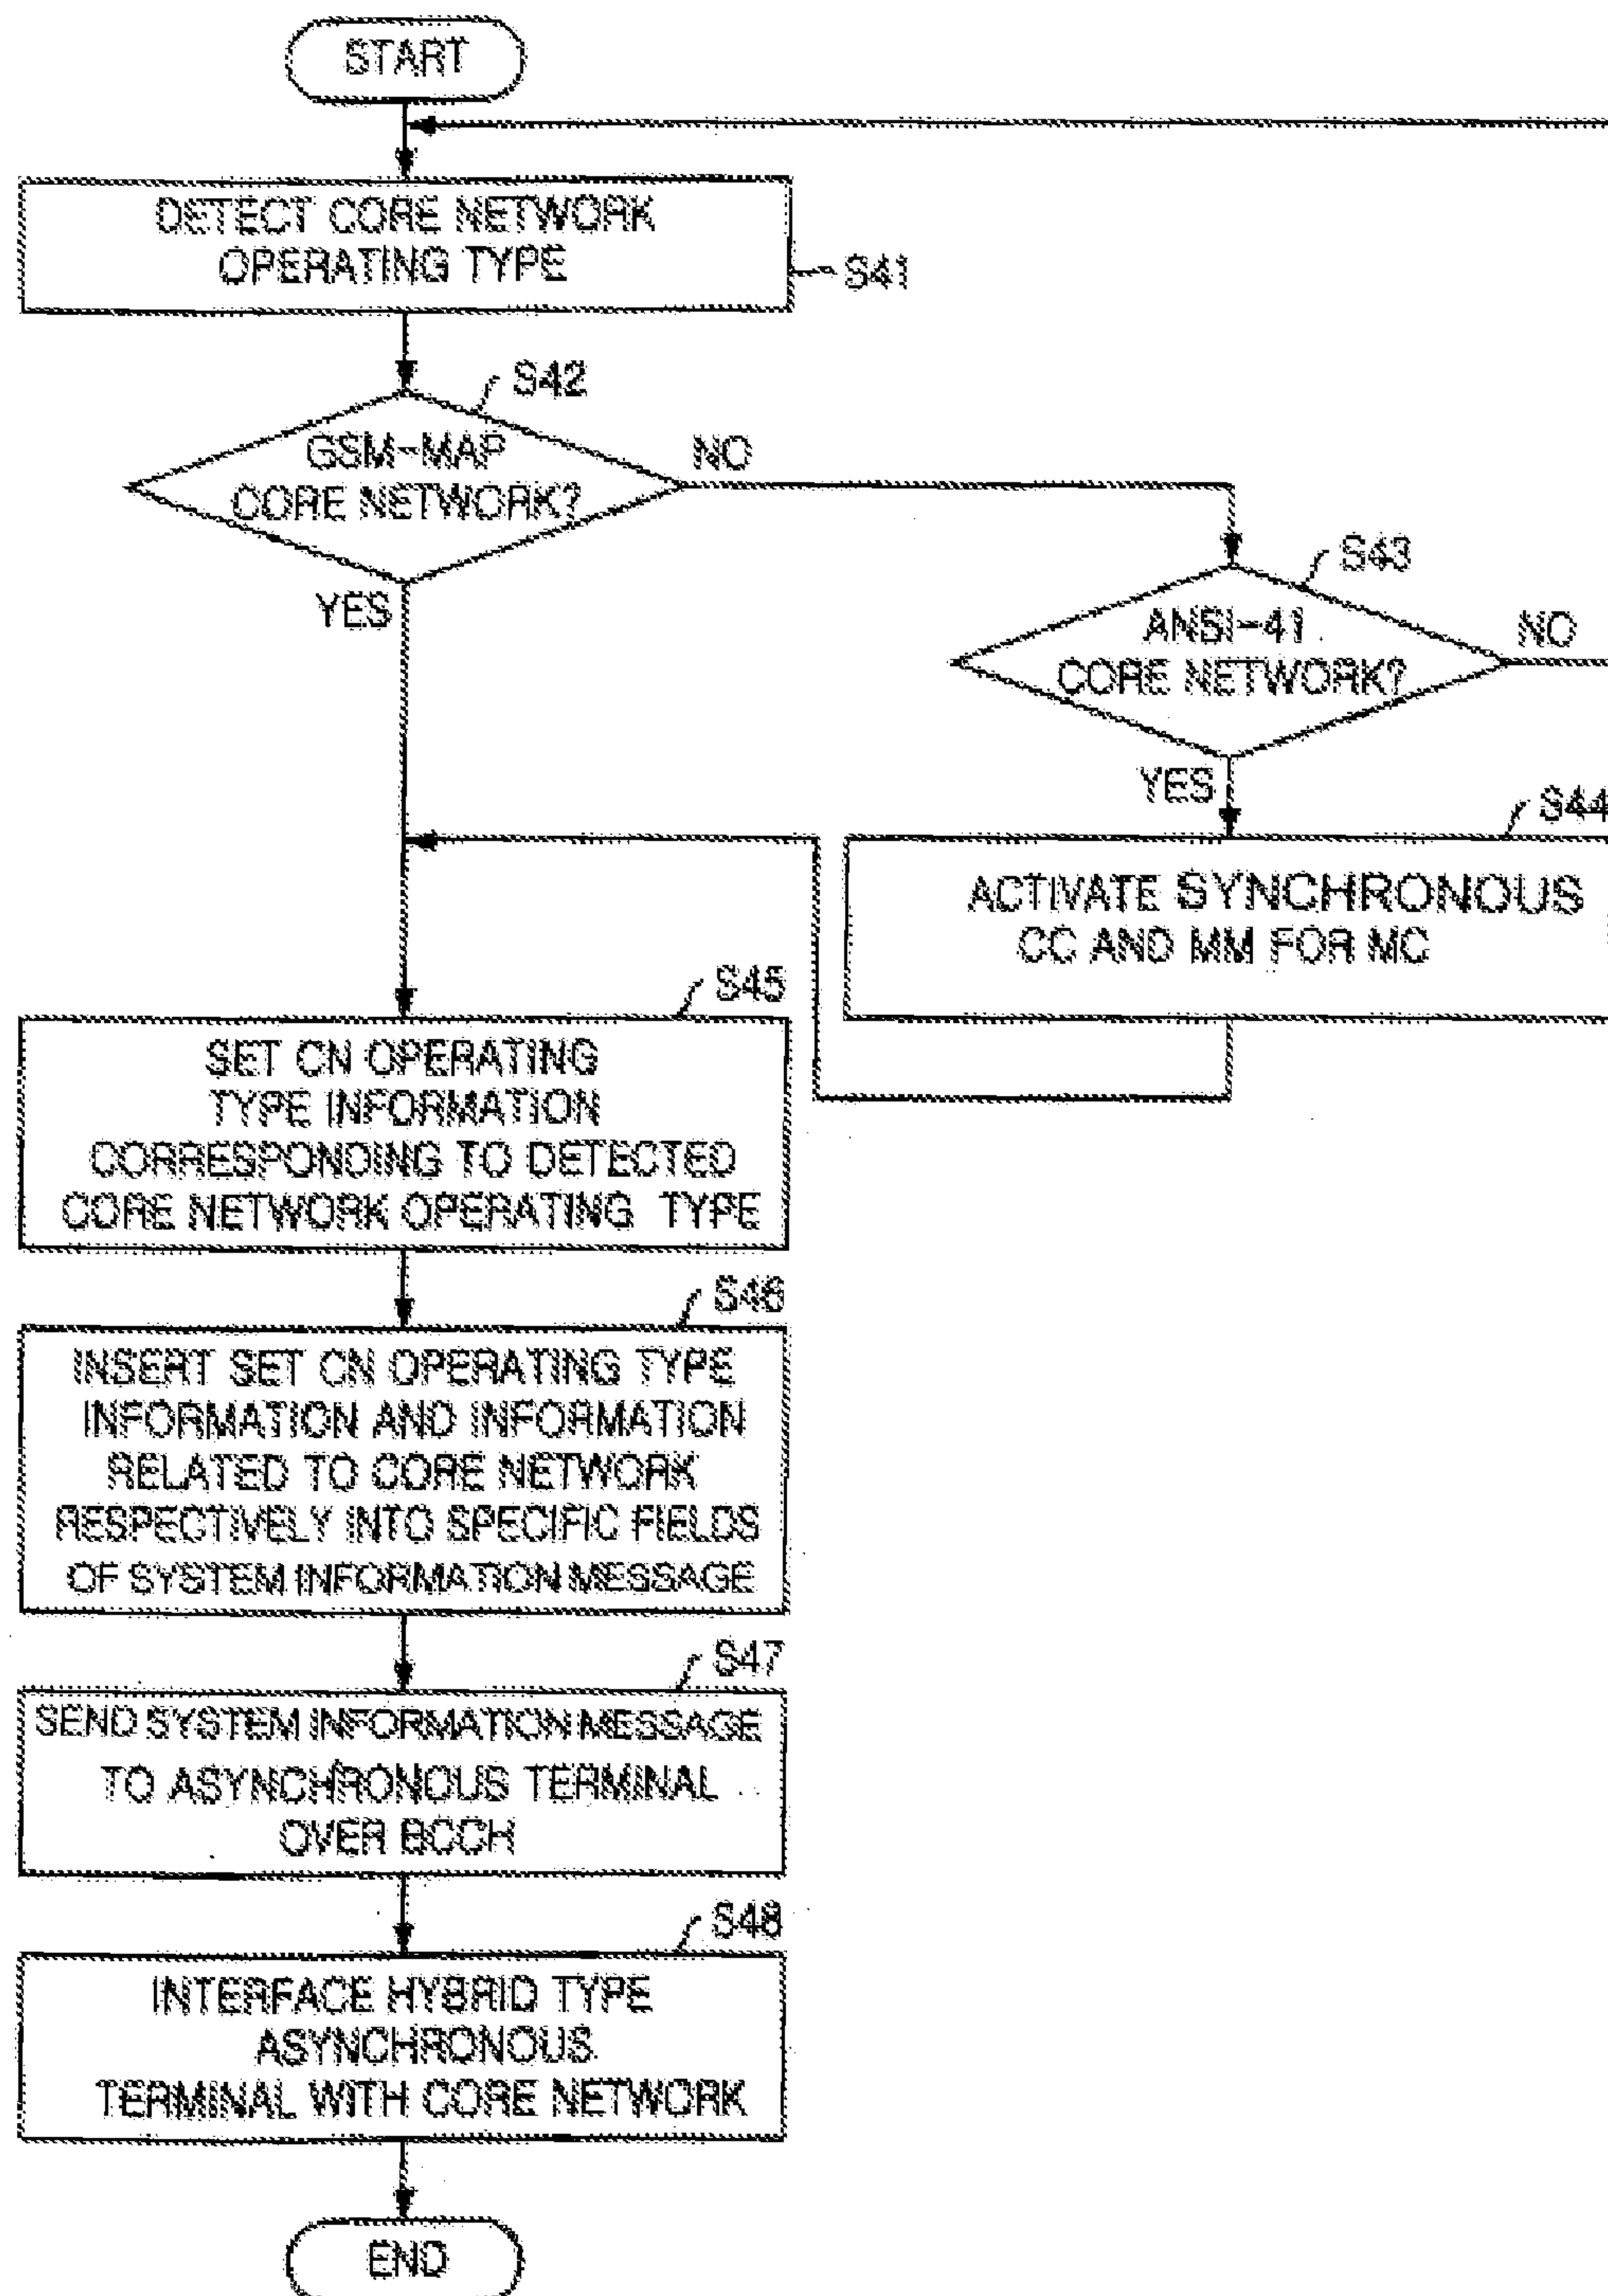 START
DETECT CORE NETWORK
OPERATING TYPE
S41
S42
GSM-MAP
CORE NETWORK?
NO
YES
S43
ANSI-41
CORE NETWORK?
NO
YES
S44
ACTIVATE SYNCHRONOUS
CC AND MM FOR MC
S45
SET CN OPERATING
TYPE INFORMATION
CORRESPONDING TO DETECTED
CORE NETWORK OPERATING TYPE
S46
INSERT SET CN OPERATING TYPE
INFORMATION AND INFORMATION
RELATED TO CORE NETWORK
RESPECTIVELY INTO SPECIFIC FIELDS
OF SYSTEM INFORMATION MESSAGE
S47
SEND SYSTEM INFORMATION MESSAGE
TO ASYNCHRONOUS TERMINAL
OVER BCCH
S48
INTERFACE HYBRID TYPE
ASYNCHRONOUS
TERMINAL WITH CORE NETWORK
END